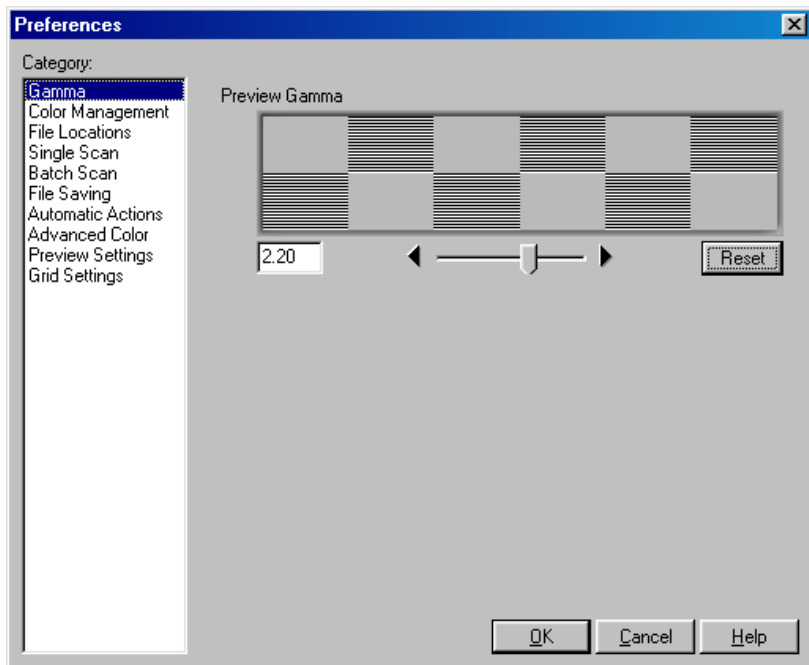 Preferences
Category:
Gamma
Color Management
File Locations
Single Scan
Batch Scan
File Saving
Automatic Actions
Advanced Color
Preview Settings
Grid Settings
Preview Gamma
2.20
Reset
OK Cancel Help